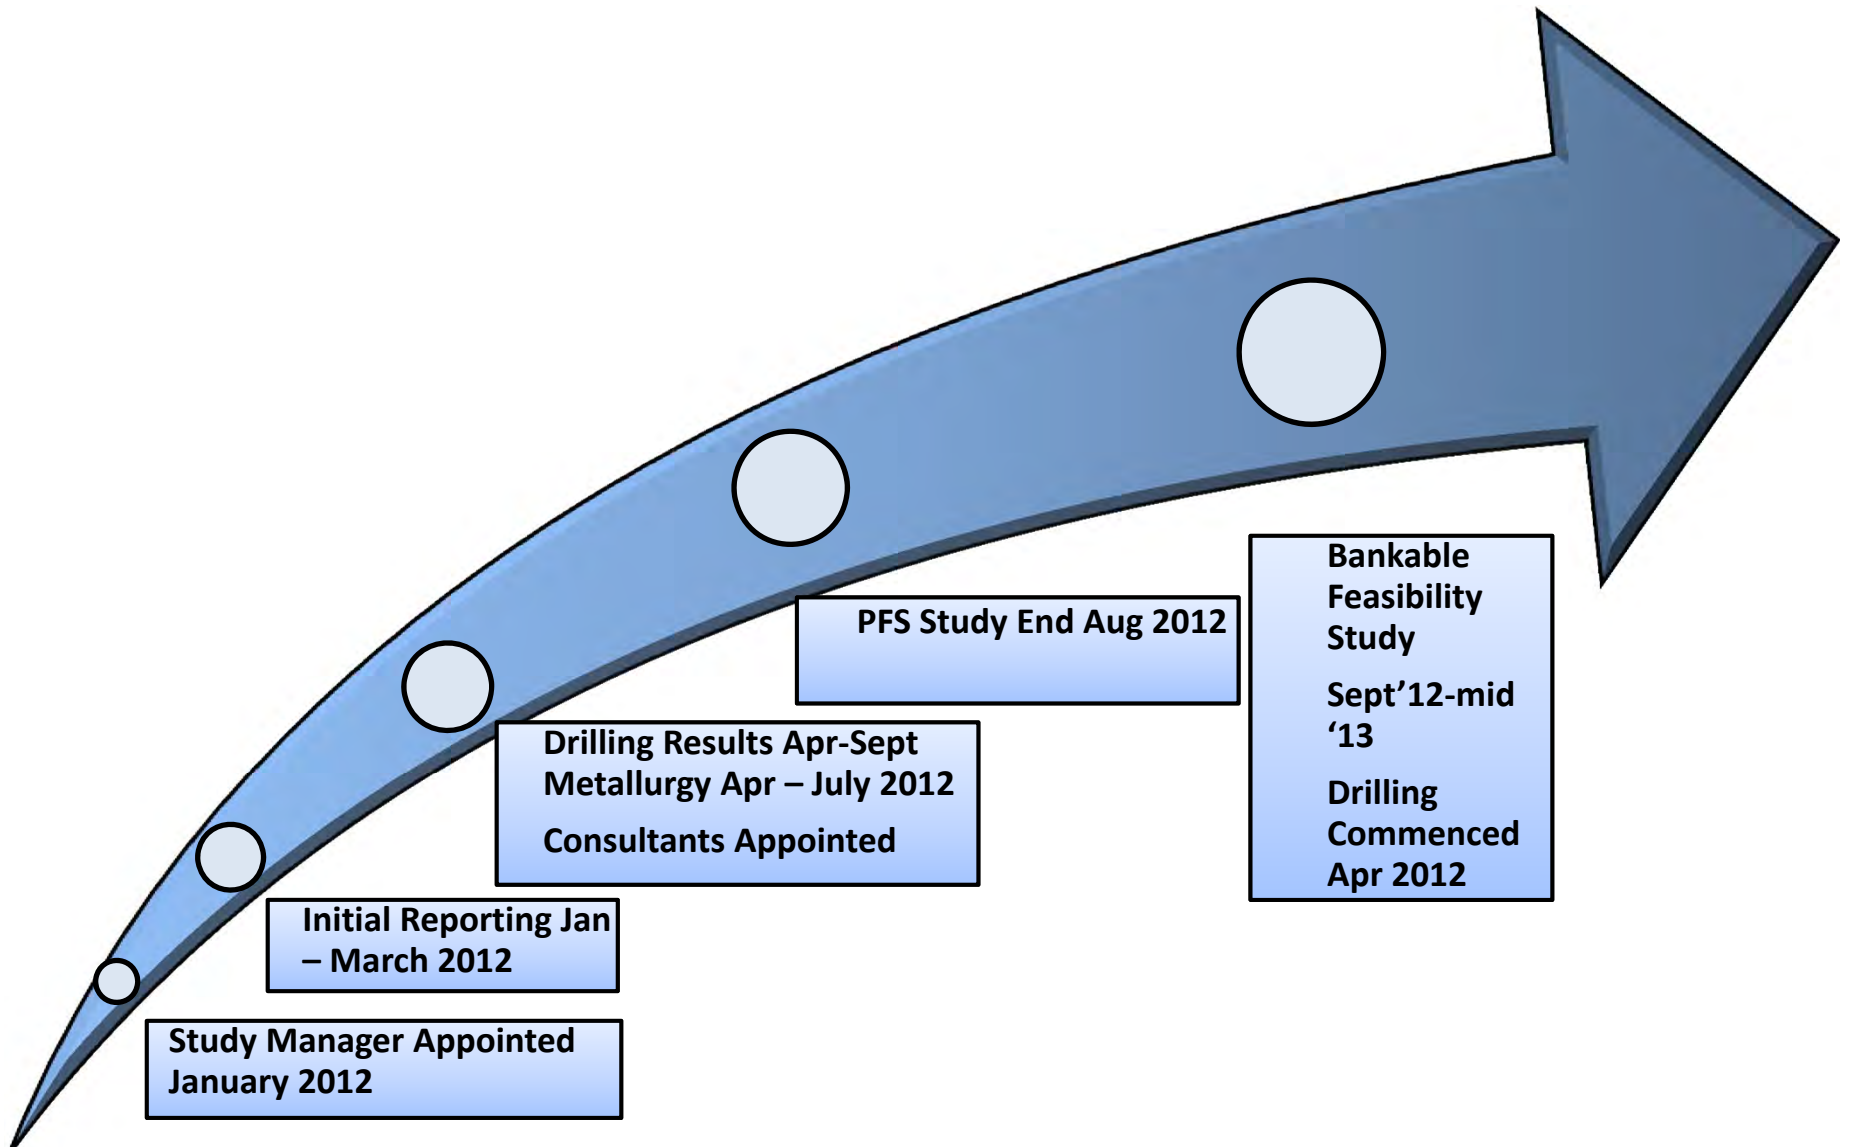 Study Manager Appointed
January 2012
Initial Reporting Jan
– March 2012
Drilling Results Apr-Sept
Metallurgy Apr – July 2012
Consultants Appointed
PFS Study End Aug 2012
Bankable
Feasibility
Study
Sept’12-mid
‘13
Drilling
Commenced
Apr 2012